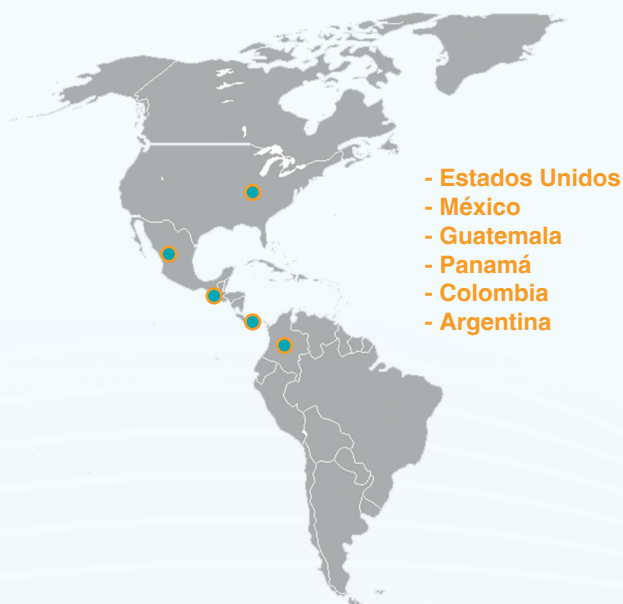 - Estados Unidos
- México
- Guatemala
- Panamá
- Colombia
- Argentina